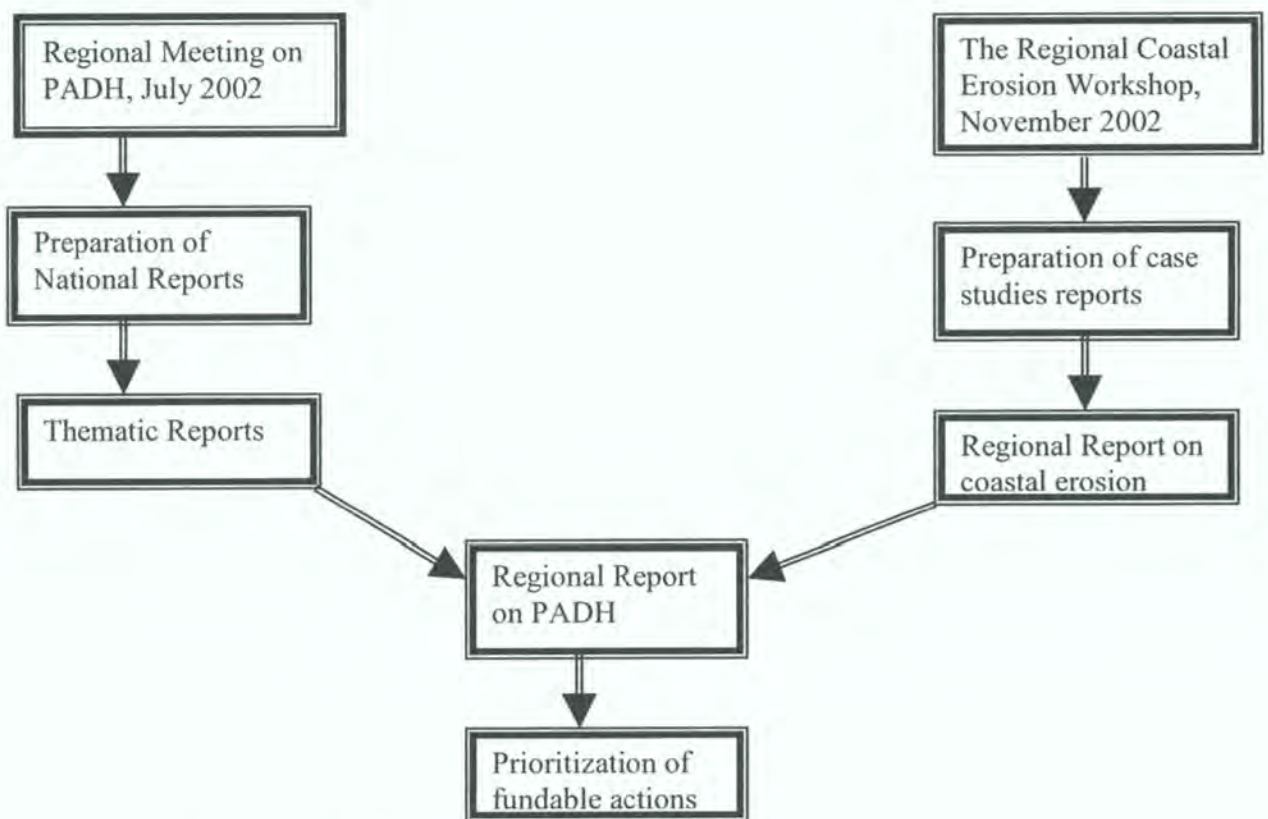 Regional Meeting on
PADH, July 2002
Preparation of
National Reports
Thematic Reports
The Regional Coastal
Erosion Workshop,
November 2002
Preparation of case
studies reports
Regional Report on
coastal erosion
Regional Report
on PADH
Prioritization of
fundable actions